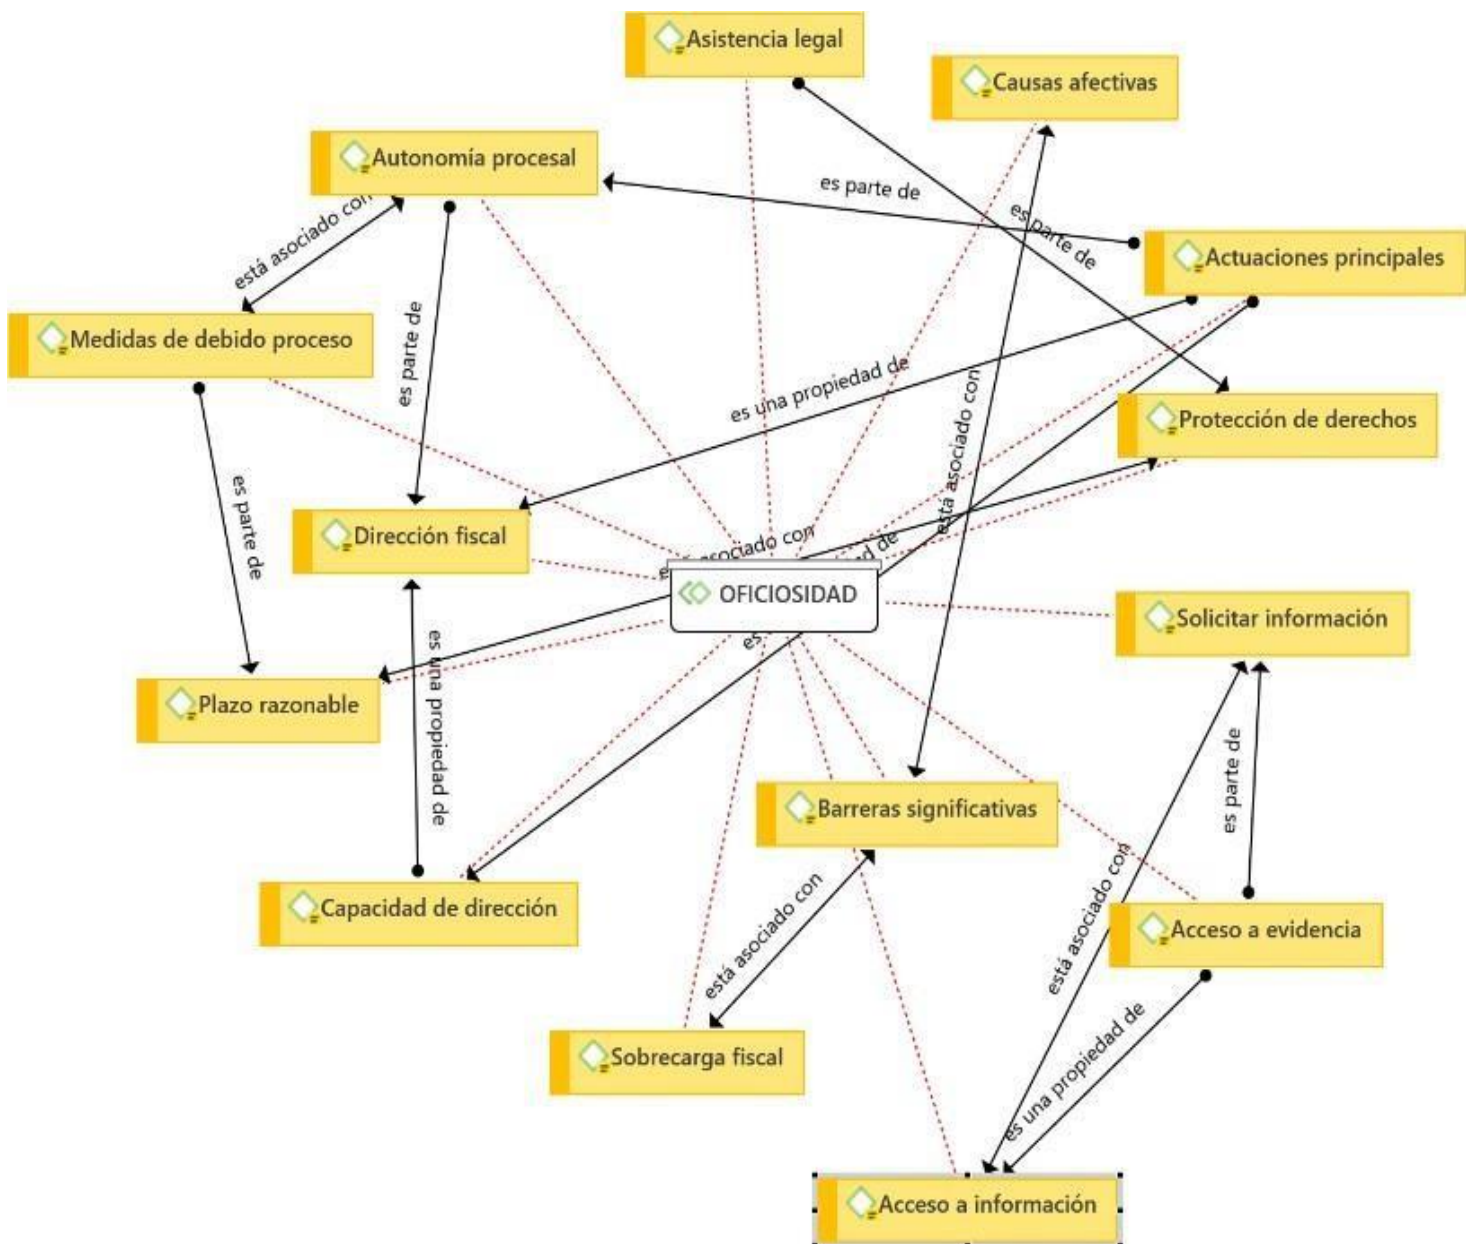 Asistencia legal
Causas afectivas
Autonomía procesal
es parte de
es parte de
está asociado con
Actuaciones principales
Medidas de debido proceso
es parte de
es una propiedad de
está asociado con
Protección de derechos
es parte de
Dirección fiscal
asociado con
de
OFICIOSIDAD
es
Solicitar información
es una propiedad de
Plazo razonable
es parte de
Barreras significativas
está asociado con
Capacidad de dirección
está asociado con
Acceso a evidencia
Sobrecarga fiscal
es una propiedad de
Acceso a información